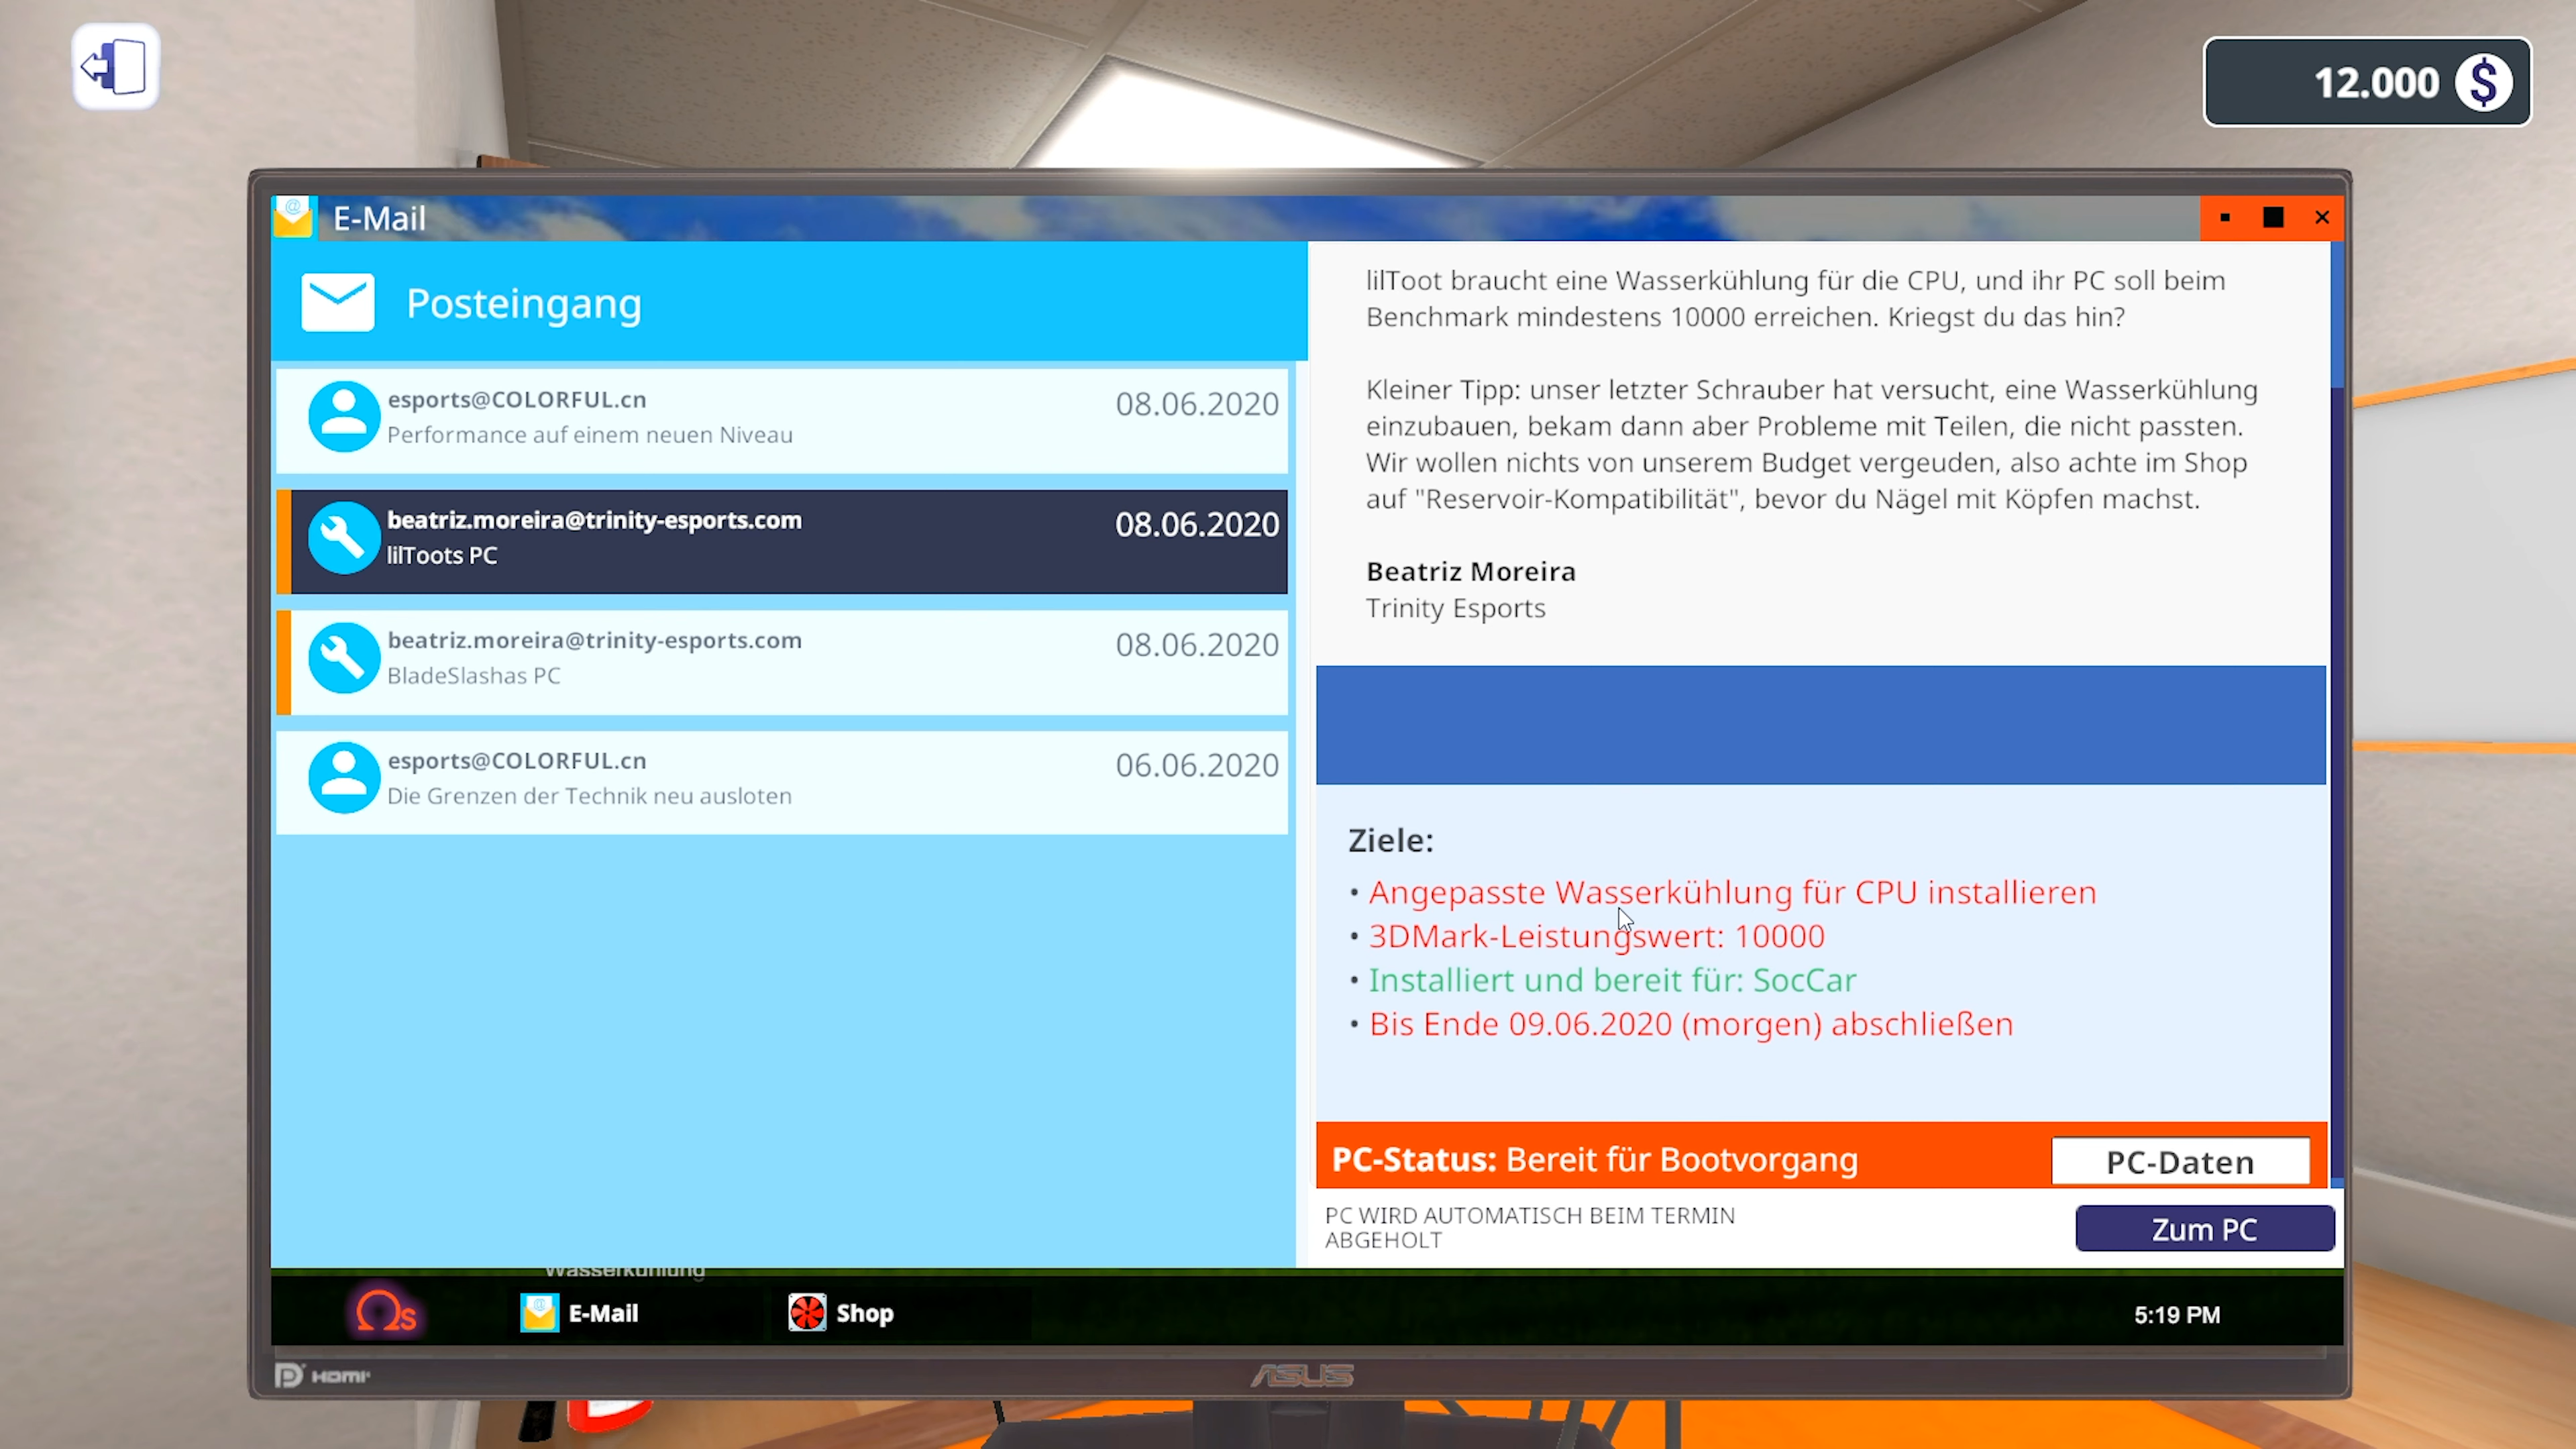 12.000
E-Mail
Posteingang
esports@COLORFUL.cn
08.06.2020
Performance auf einem neuen Niveau
beatriz.moreira@trinity-esports.com
08.06.2020
lilToots PC
beatriz.moreira@trinity-esports.com
08.06.2020
BladeSlashas PC
esports@COLORFUL.cn
06.06.2020
Die Grenzen der Technik neu ausloten
lilToot braucht eine Wasserkühlung für die CPU, und ihr PC soll beim
Benchmark mindestens 10000 erreichen. Kriegst du das hin?
Kleiner Tipp: unser letzter Schrauber hat versucht, eine Wasserkühlung
einzubauen, bekam dann aber Probleme mit Teilen, die nicht passten.
Wir wollen nichts von unserem Budget vergeuden, also achte im Shop
auf "Reservoir-Kompatibilität", bevor du Nägel mit Köpfen machst.
Beatriz Moreira
Trinity Esports
Ziele:
• Angepasste Wasserkühlung für CPU installieren
• 3DMark-Leistungswert: 10000
• Installiert und bereit für: SocCar
• Bis Ende 09.06.2020 (morgen) abschließen
PC-Status: Bereit für Bootvorgang
PC-Daten
PC WIRD AUTOMATISCH BEIM TERMIN
ABGEHOLT
Zum PC
Wasserkühlung
Ωs
E-Mail
Shop
5:19 PM
HDMI
ASUS